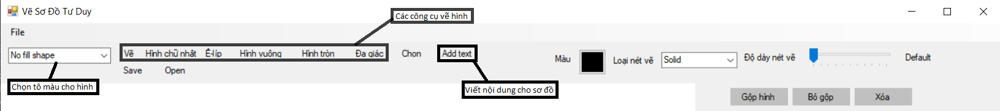 Vẽ Sơ Đồ Tư Duy
Các công cụ vẽ hình
File
No fill shape
Vẽ
Hình chữ nhât
Ê-líp
Hình vuông
Hình tròn
Đa giác
Chon
Add text
Màu
Loại nét vẽ
Solid
Độ dày nét vẽ
Default
Save
Open
Chọn tô màu cho hình
Viết nội dung cho sơ đồ
Gộp hình
Bỏ gộp
Xóa